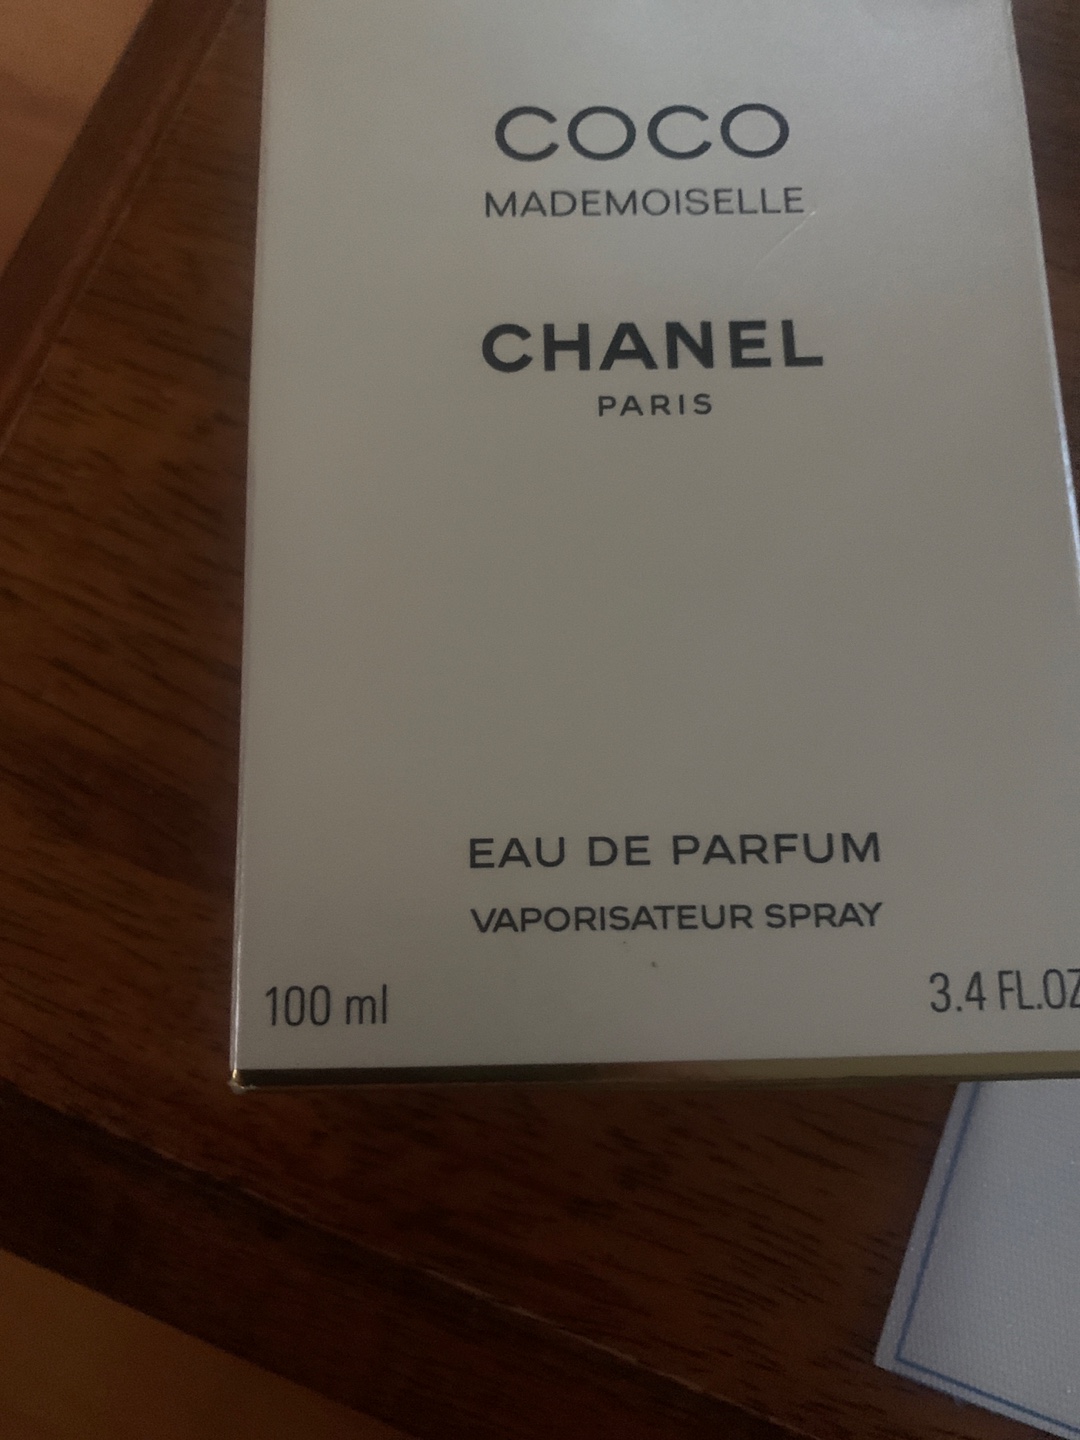 COCO
MADEMOISELLE
CHANEL
PARIS
EAU DE PARFUM
VAPORISATEUR SPRAY
100 ml 3.4 FL.OZ